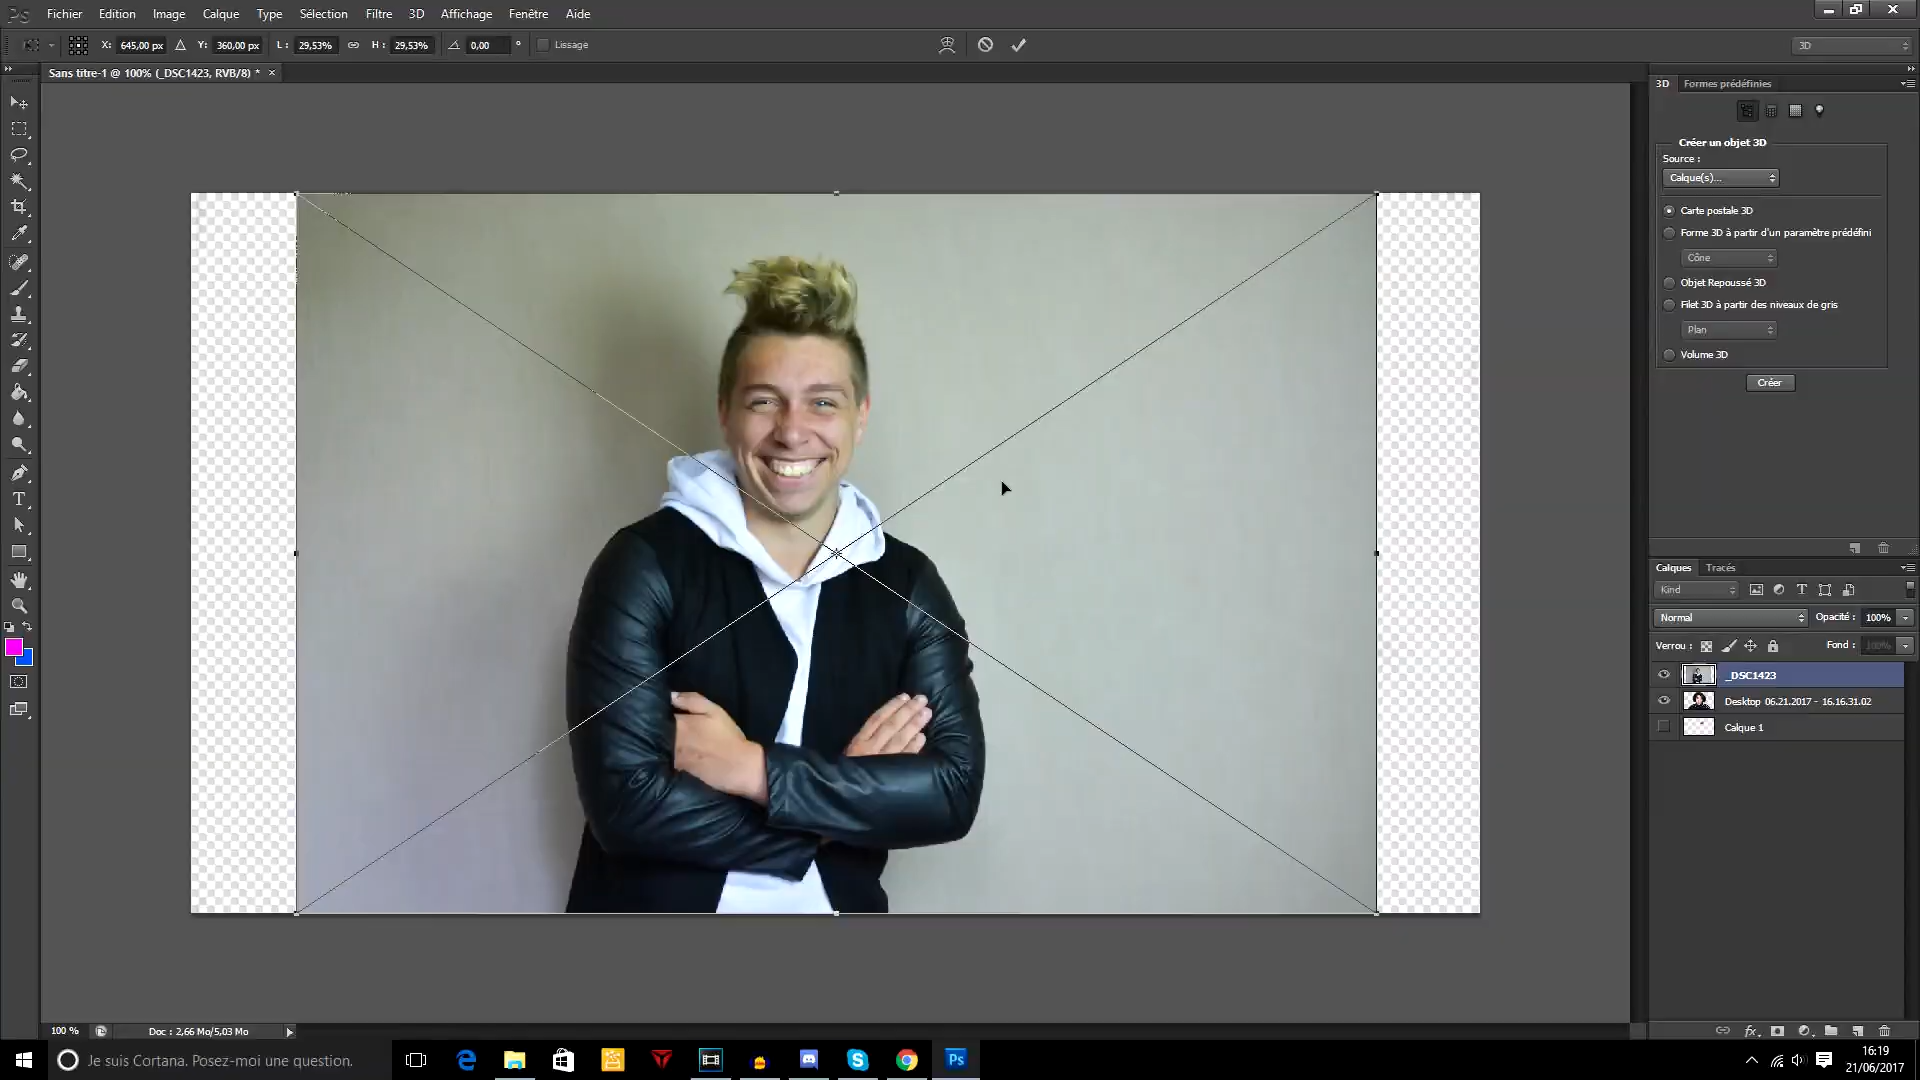 Ps Fichier Edition Image Calque Type Sélection Filtre 3D Affichage Fenêtre Aide
X: 645,00 px Y: 360,00 px L : 29,53% H : 29,53% 0,00 ° Lissage 3D
Sans titre-1 @ 100% (_DSC1423, RVB/8) * ×
3D Formes prédéfinies
Créer un objet 3D
Source :
Calque(s)...
Carte postale 3D
Forme 3D à partir d'un paramètre prédéfini
Cône
Objet Repoussé 3D
Filet 3D à partir des niveaux de gris
Plan
Volume 3D
Créer
Calques Tracés
Kind
Normal Opacité : 100%
Verrou : Fond : 100%
_DSC1423
Desktop 06.21.2017 - 16.16.31.02
Calque 1
100 % Doc : 2,66 Mo/5,03 Mo
Je suis Cortana. Posez-moi une question.
Ps
16:19
21/06/2017